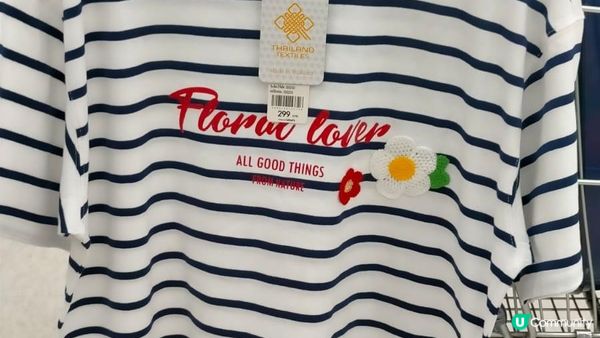 THAILAND
TEXTILES
299
Floral lover
ALL GOOD THINGS
FROM NATURE
U Community